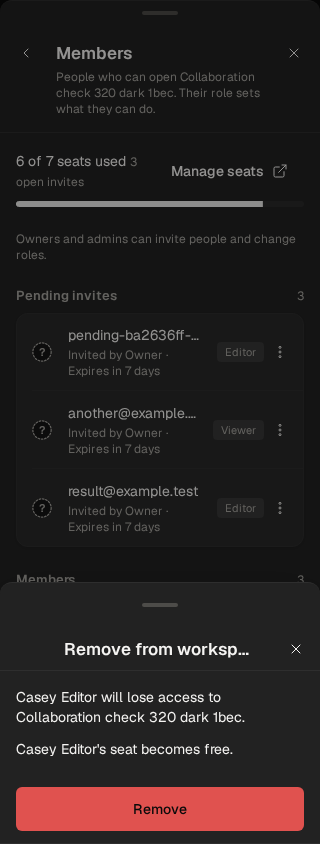 Members
People who can open Collaboration
check 320 dark 1bec. Their role sets
what they can do.
6 of 7 seats used 3
open invites
Manage seats
Owners and admins can invite people and change
roles.
Pending invites 3
pending-ba2636ff-...
Invited by Owner ·
Expires in 7 days
Editor
another@example....
Invited by Owner ·
Expires in 7 days
Viewer
result@example.test
Invited by Owner ·
Expires in 7 days
Editor
Members 3
Remove from worksp...
Casey Editor will lose access to
Collaboration check 320 dark 1bec.
Casey Editor's seat becomes free.
Remove